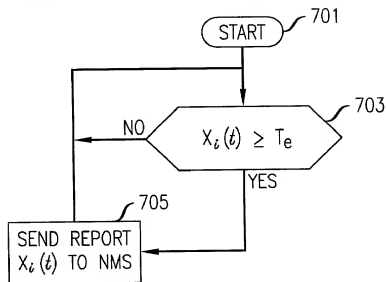 START
701
703
NO
X_i(t) ≥ T_e
YES
705
SEND REPORT
X_i(t) TO NMS